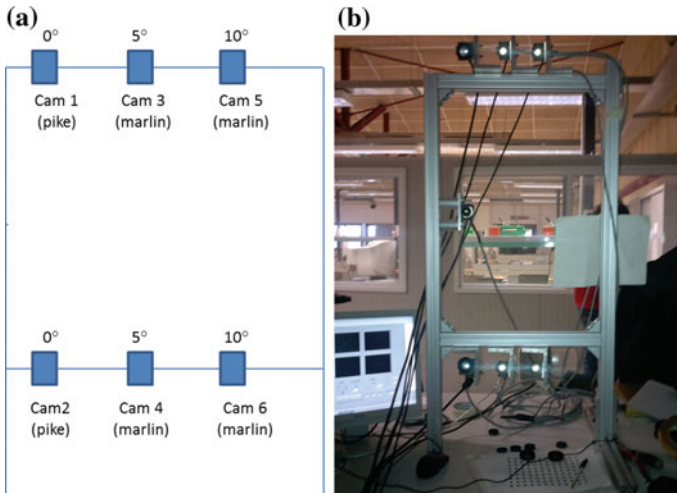 (a)
0° 5° 10°
Cam 1 Cam 3 Cam 5
(pike) (marlin) (marlin)
0° 5° 10°
Cam2 Cam 4 Cam 6
(pike) (marlin) (marlin)
(b)